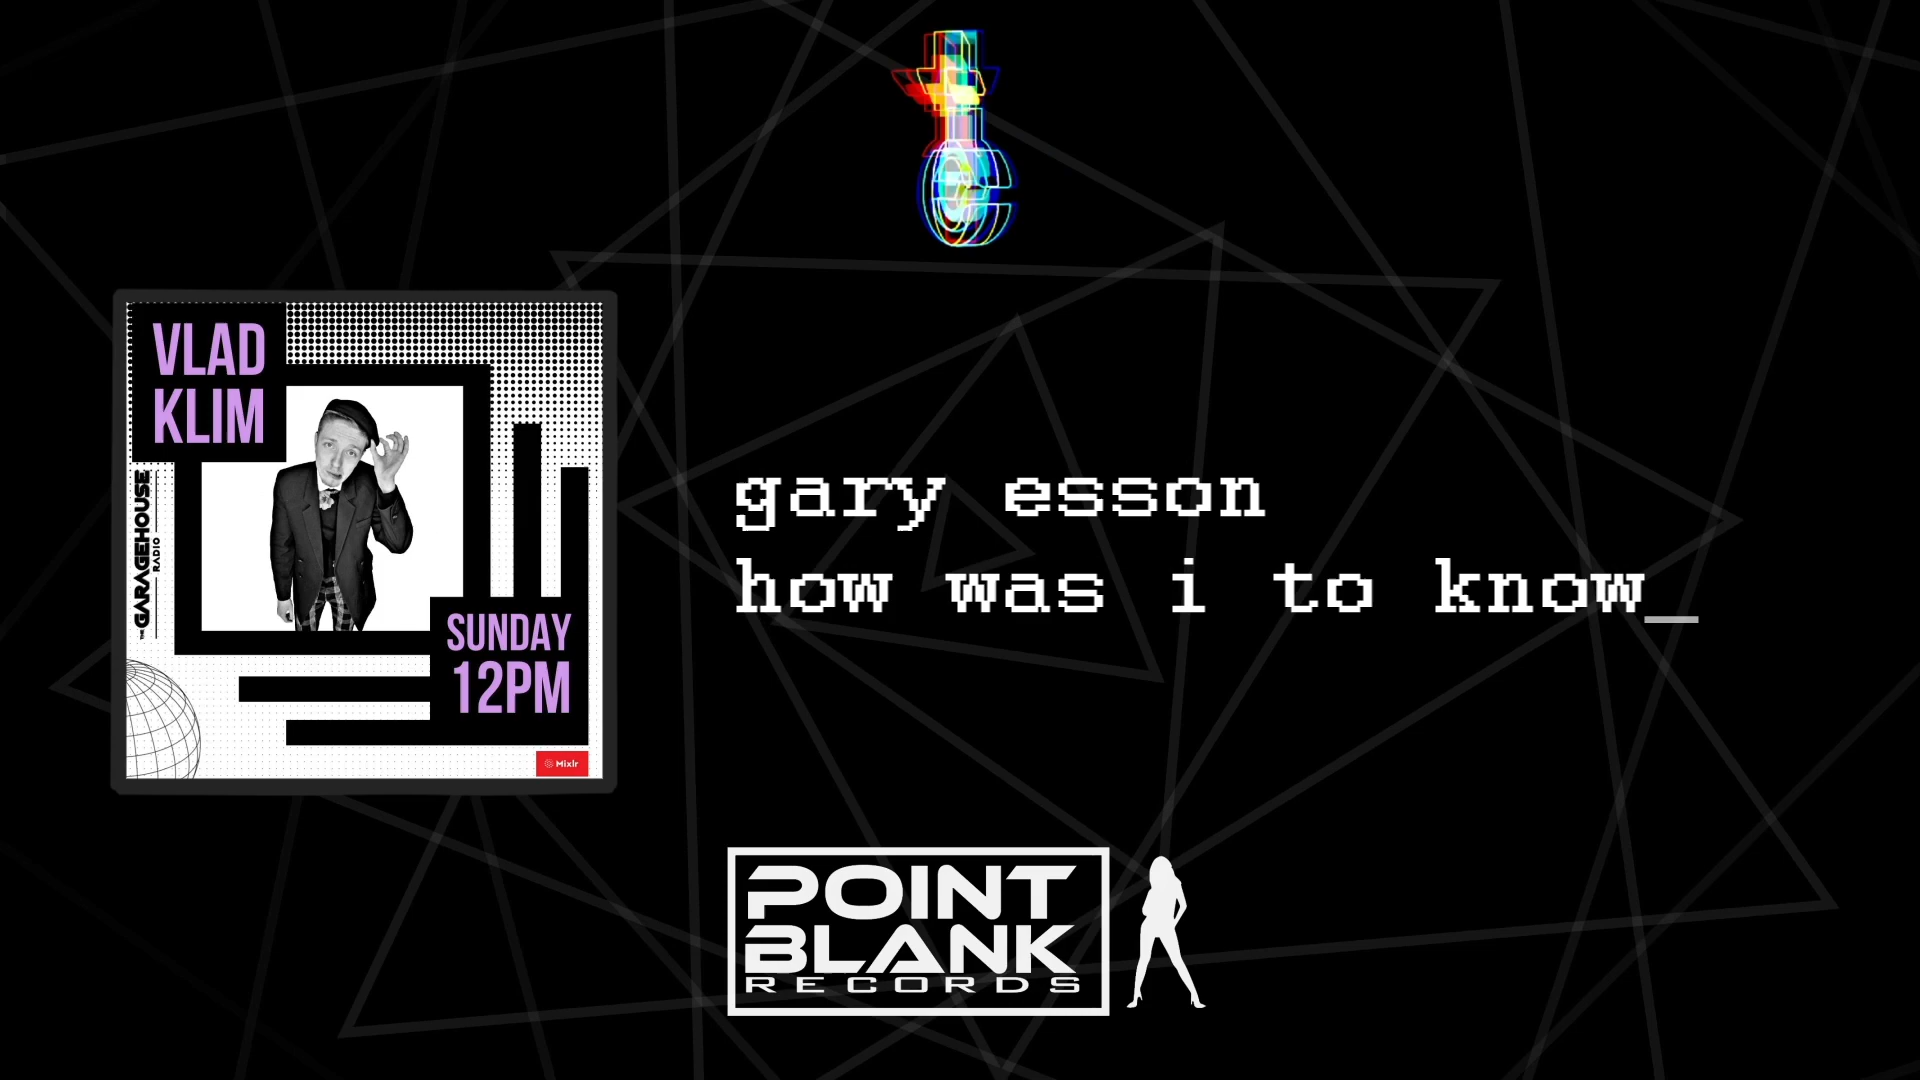 VLAD
KLIM
THE GARAGEHOUSE
RADIO
SUNDAY
12PM
Mixlr
gary esson
how was i to know_
POINT
BLANK
RECORDS